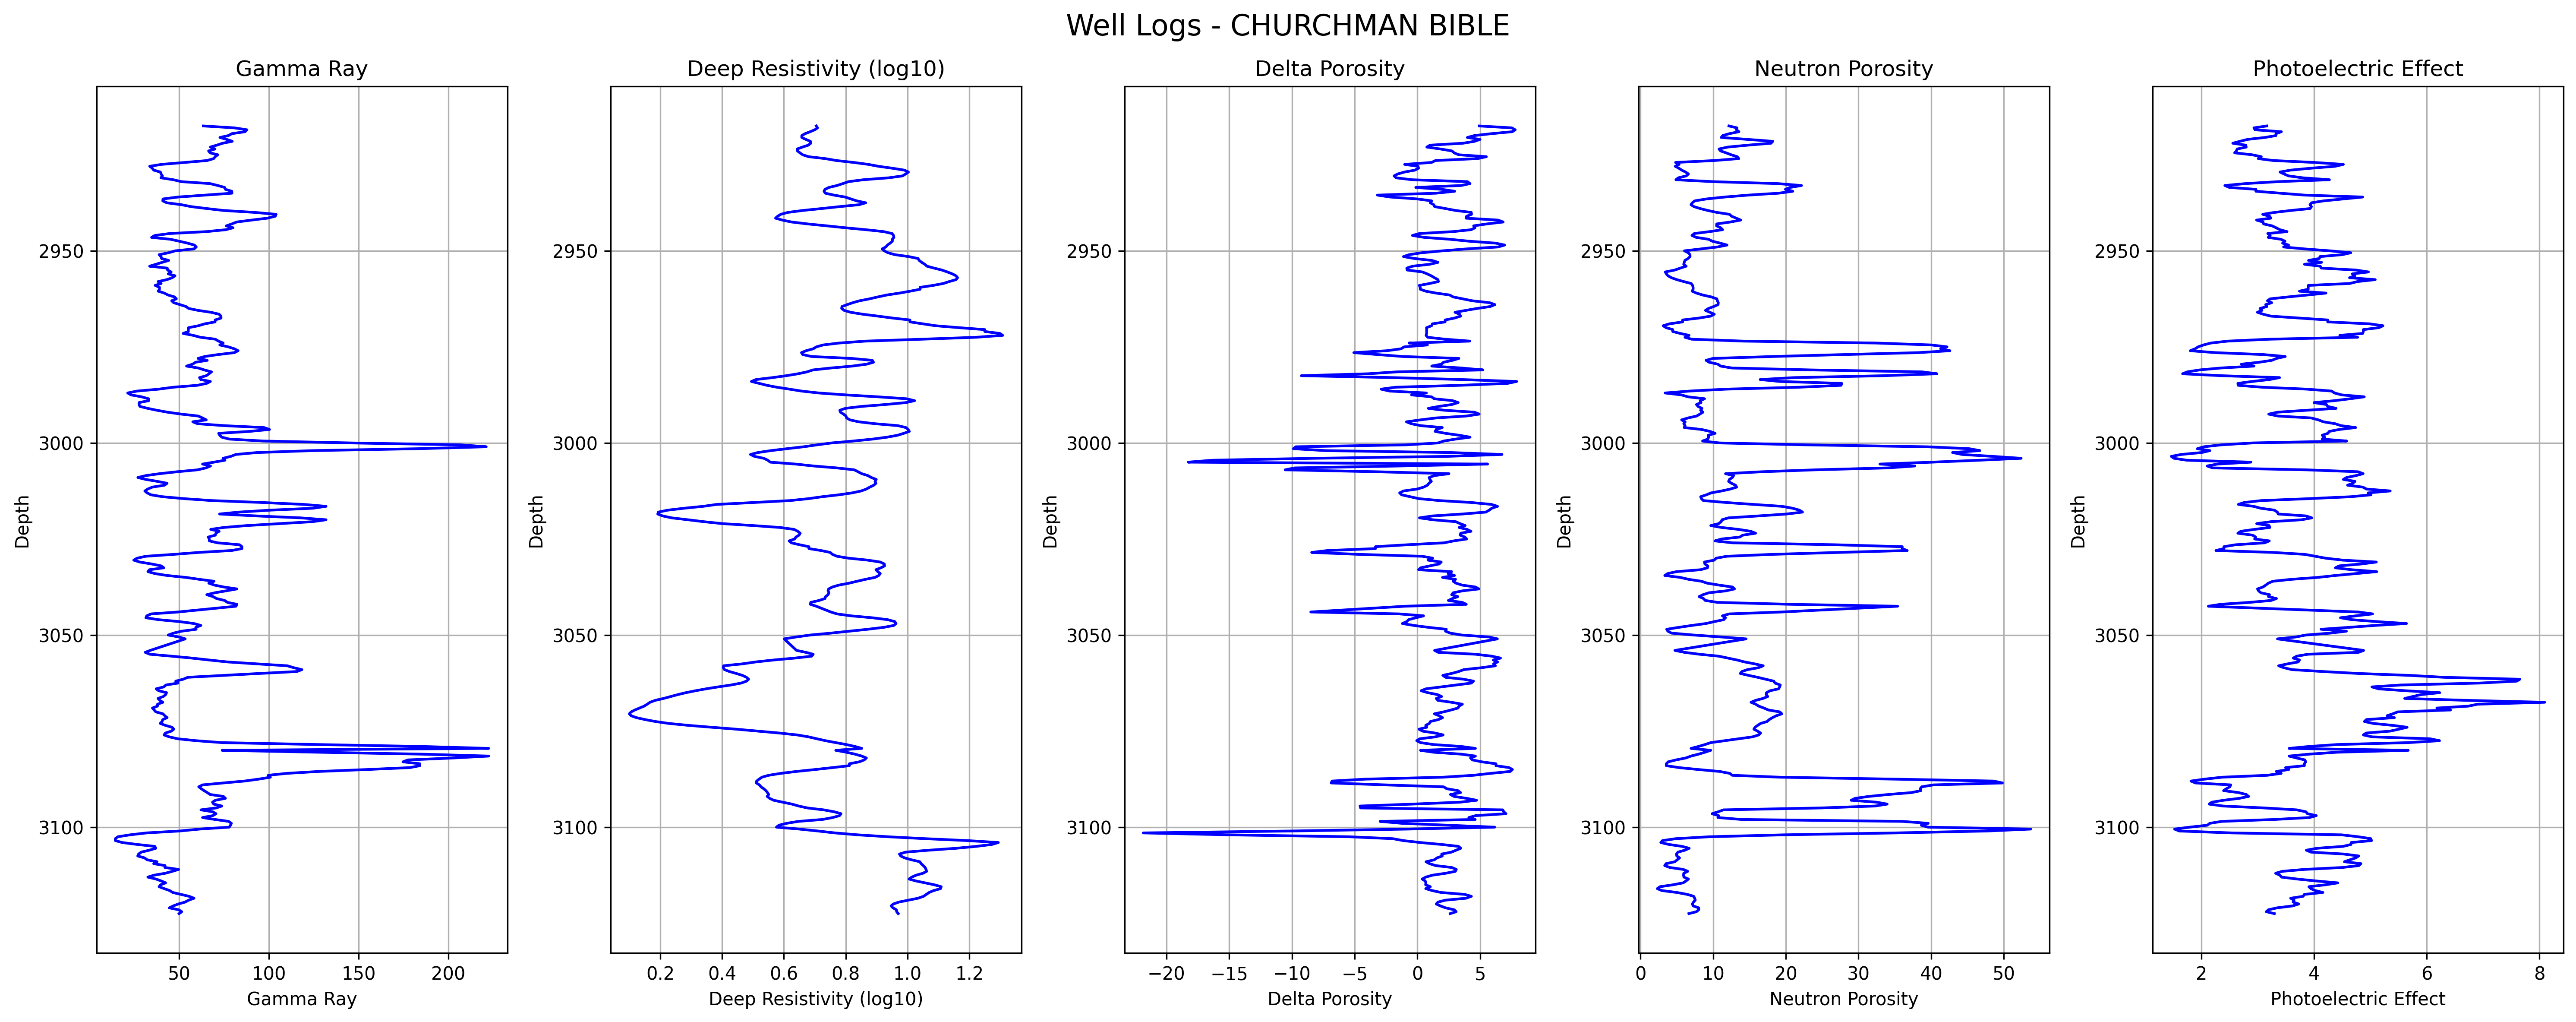 Well Logs - CHURCHMAN BIBLE
Gamma Ray
Deep Resistivity (log10)
Delta Porosity
Neutron Porosity
Photoelectric Effect
Depth
2950
3000
3050
3100
50 100 150 200
Gamma Ray
Depth
2950
3000
3050
3100
0.2 0.4 0.6 0.8 1.0 1.2
Deep Resistivity (log10)
Depth
2950
3000
3050
3100
−20 −15 −10 −5 0 5
Delta Porosity
Depth
2950
3000
3050
3100
0 10 20 30 40 50
Neutron Porosity
Depth
2950
3000
3050
3100
2 4 6 8
Photoelectric Effect